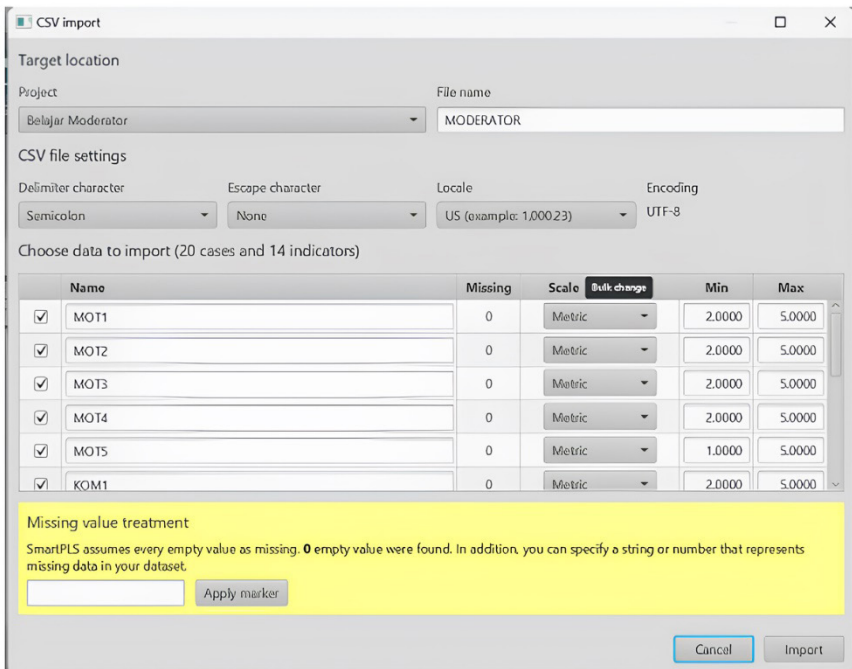 CSV import
Target location
Project File name
Belajar Moderator MODERATOR
CSV file settings
Delimiter character Escape character Locale Encoding
Semicolon None US (example: 1,000.23) UTF-8
Choose data to import (20 cases and 14 indicators)
Name Missing Scale Bulk change Min Max
MOT1 0 Metric 2.0000 5.0000
MOT2 0 Metric 2.0000 5.0000
MOT3 0 Metric 2.0000 5.0000
MOT4 0 Metric 2.0000 5.0000
MOT5 0 Metric 1.0000 5.0000
KOM1 0 Metric 2.0000 5.0000
Missing value treatment
SmartPLS assumes every empty value as missing. 0 empty value were found. In addition, you can specify a string or number that represents
missing data in your dataset.
Apply marker
Cancel Import